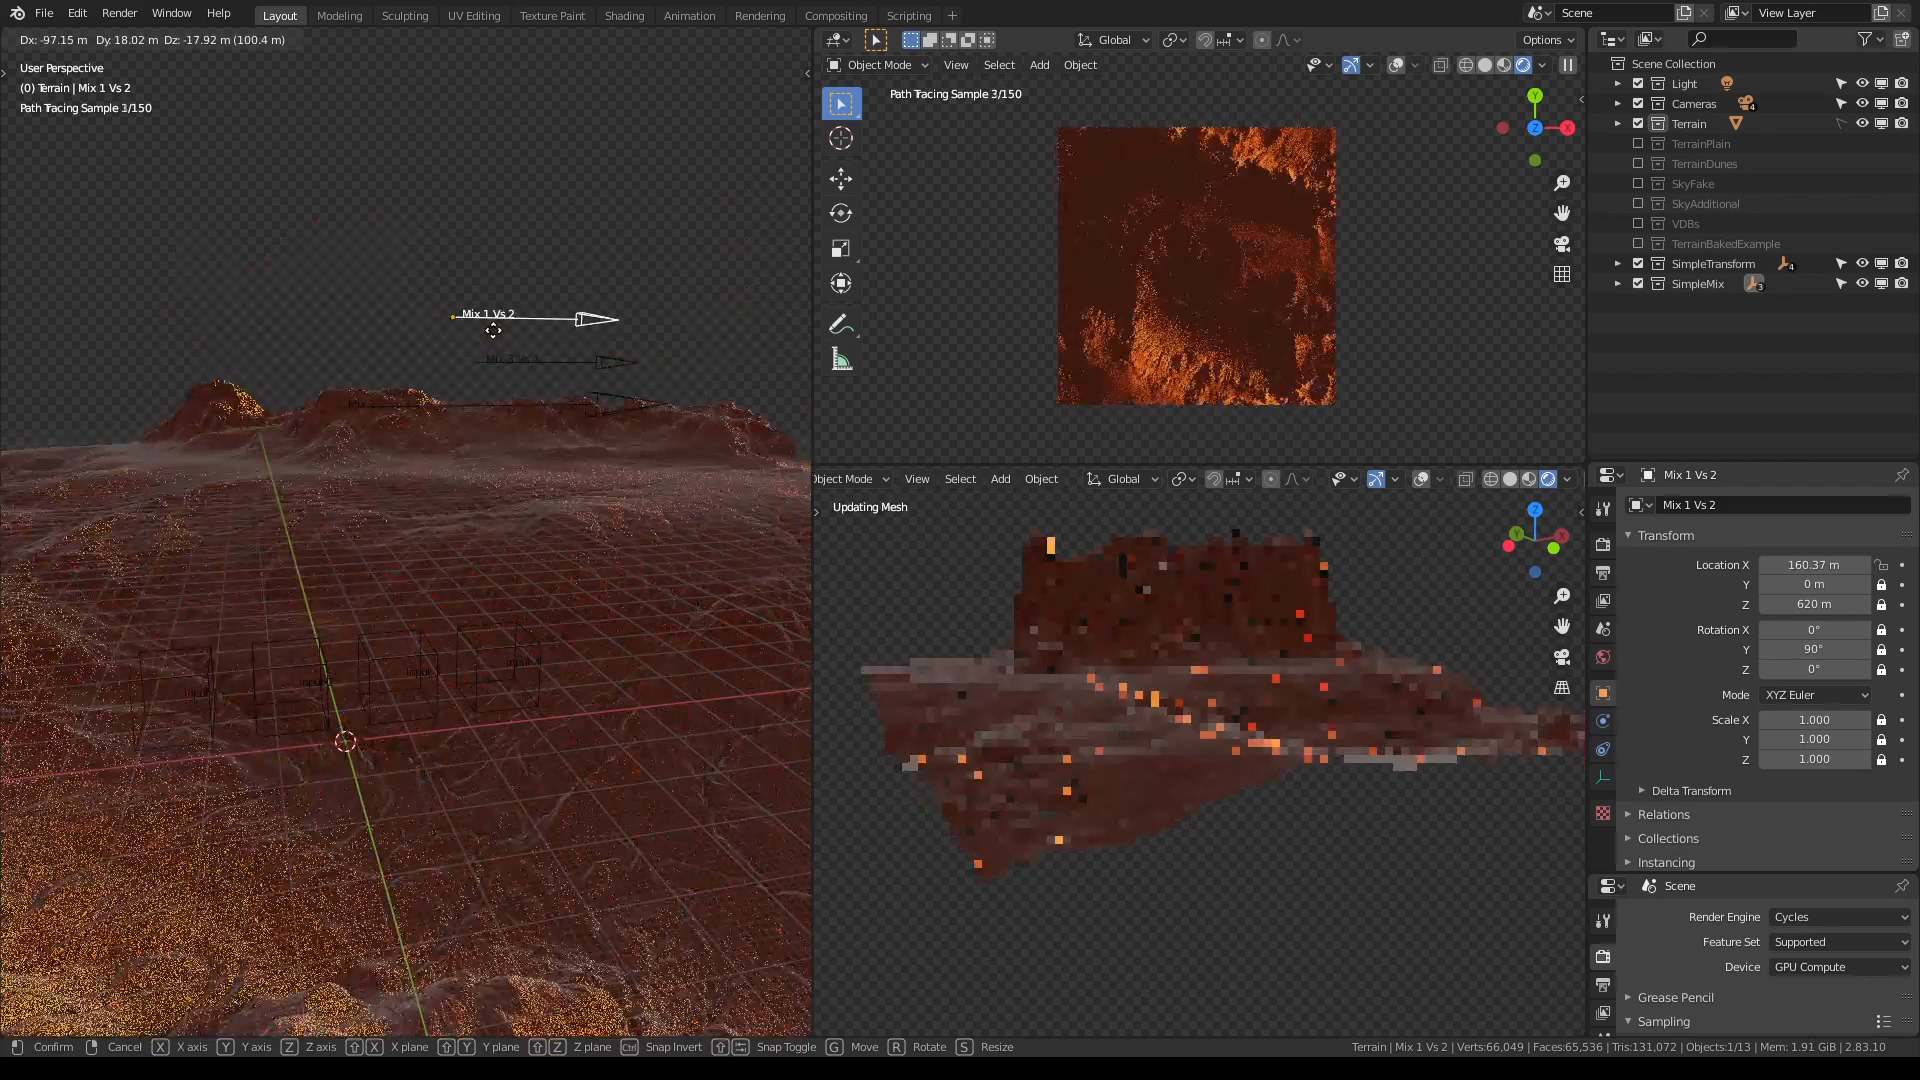 File Edit Render Window Help Layout Modeling Sculpting UV Editing Texture Paint Shading Animation Rendering Compositing Scripting + Scene View Layer
Dx: -97.15 m Dy: 18.02 m Dz: -17.92 m (100.4 m)
User Perspective
(0) Terrain | Mix 1 Vs 2
Path Tracing Sample 3/150
Mix 1 Vs 2
Global
Options
Object Mode View Select Add Object
Path Tracing Sample 3/150
Y
X
Z
bject Mode View Select Add Object Global
Updating Mesh
Z
Y
Scene Collection
Light
Cameras 4
Terrain
TerrainPlain
TerrainDunes
SkyFake
SkyAdditional
VDBs
TerrainBakedExample
SimpleTransform 4
SimpleMix 3
Mix 1 Vs 2
Mix 1 Vs 2
Transform
Location X 160.37 m
Y 0 m
Z 620 m
Rotation X 0°
Y 90°
Z 0°
Mode XYZ Euler
Scale X 1.000
Y 1.000
Z 1.000
Delta Transform
Relations
Collections
Instancing
Scene
Render Engine Cycles
Feature Set Supported
Device GPU Compute
Grease Pencil
Sampling
Confirm Cancel X X axis Y Y axis Z Z axis X X plane Y Y plane Z Z plane Ctrl Snap Invert Snap Toggle G Move R Rotate S Resize
Terrain | Mix 1 Vs 2 | Verts:66,049 | Faces:65,536 | Tris:131,072 | Objects:1/13 | Mem: 1.91 GiB | 2.83.10